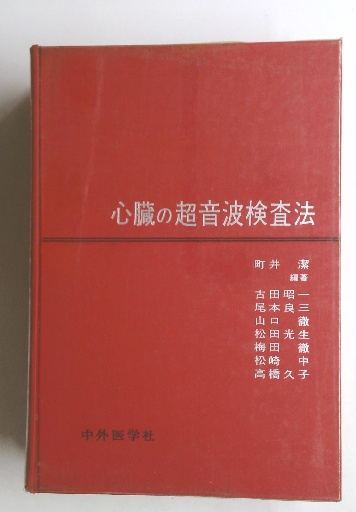 心臓の超音波検査法
町井 潔
編著
古田昭一
尾本良三
山口 徹
松田光生
梅田 徹
松崎 中
高橋久子
中外医学社